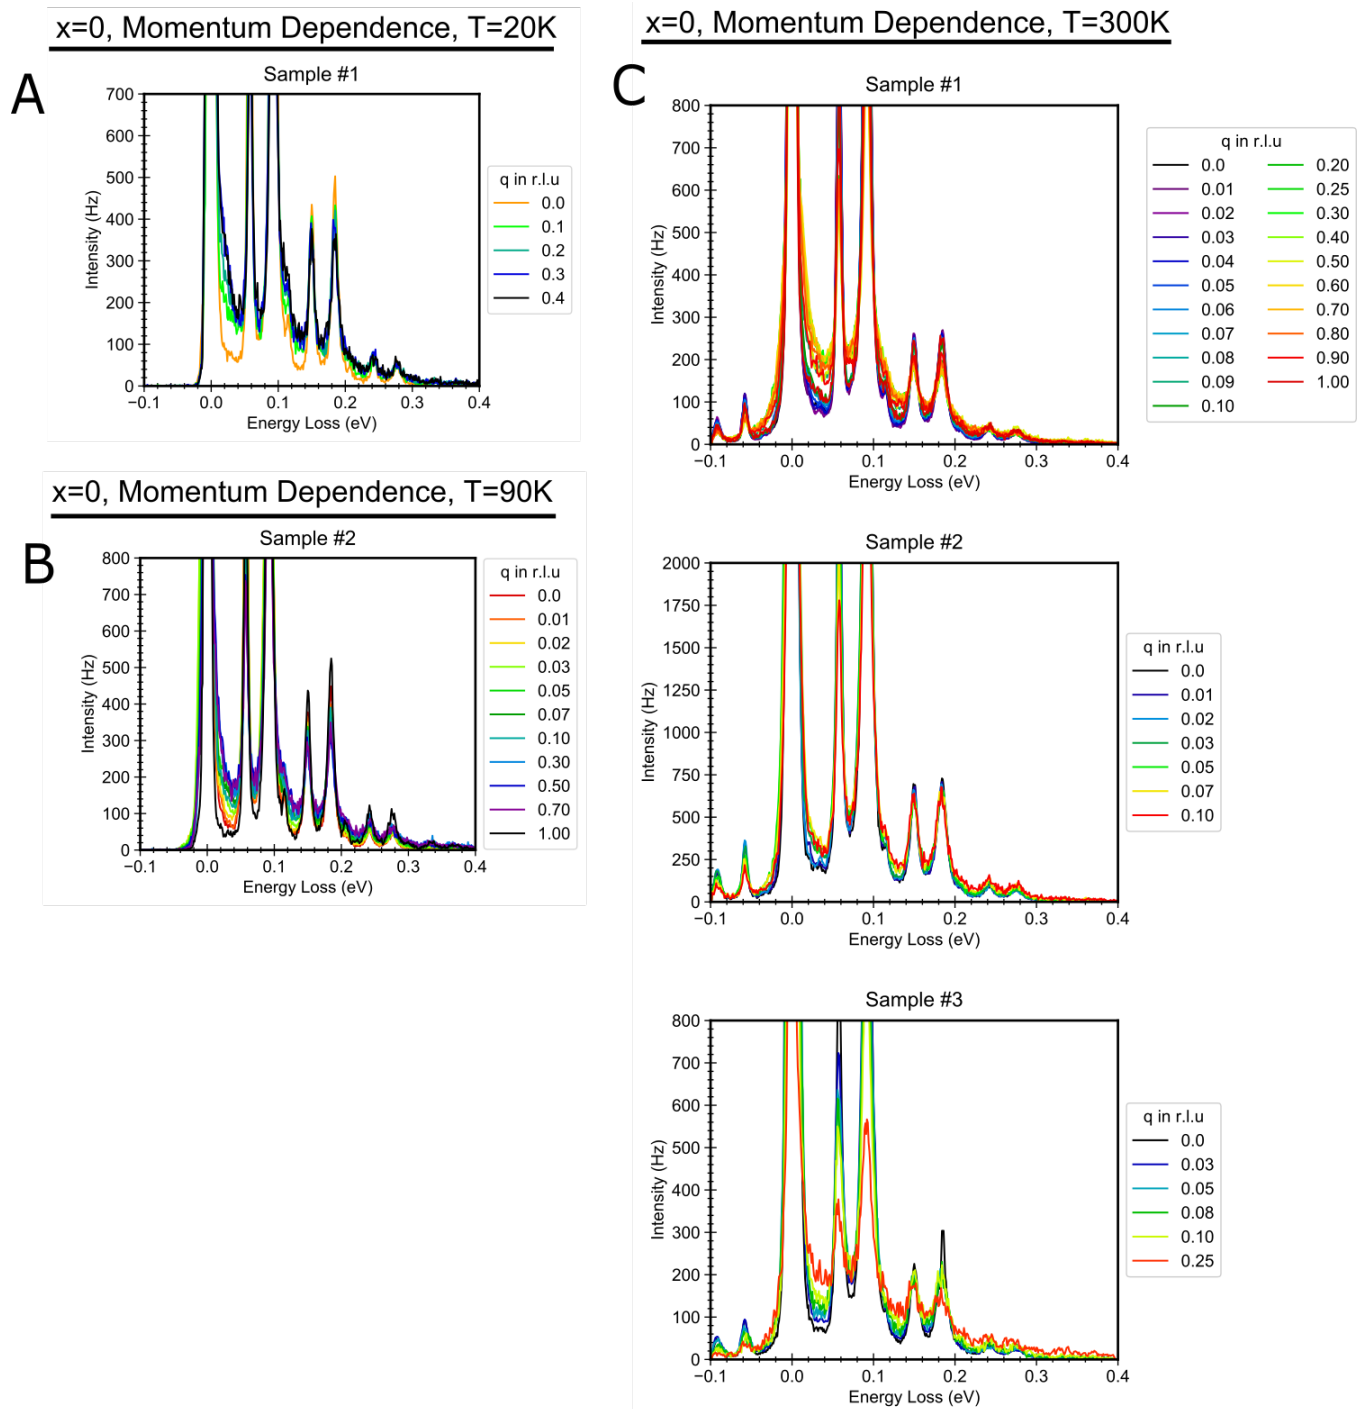 x=0, Momentum Dependence, T=20K
A
Sample #1
700
600
500
400
300
200
100
0
Intensity (Hz)
−0.1 0.0 0.1 0.2 0.3 0.4
Energy Loss (eV)
q in r.l.u
0.0
0.1
0.2
0.3
0.4
x=0, Momentum Dependence, T=90K
B
Sample #2
800
700
600
500
400
300
200
100
0
Intensity (Hz)
−0.1 0.0 0.1 0.2 0.3 0.4
Energy Loss (eV)
q in r.l.u
0.0
0.01
0.02
0.03
0.05
0.07
0.10
0.30
0.50
0.70
1.00
x=0, Momentum Dependence, T=300K
C
Sample #1
800
700
600
500
400
300
200
100
0
Intensity (Hz)
−0.1 0.0 0.1 0.2 0.3 0.4
Energy Loss (eV)
q in r.l.u
0.0 0.20
0.01 0.25
0.02 0.30
0.03 0.40
0.04 0.50
0.05 0.60
0.06 0.70
0.07 0.80
0.08 0.90
0.09 1.00
0.10
Sample #2
2000
1750
1500
1250
1000
750
500
250
0
Intensity (Hz)
−0.1 0.0 0.1 0.2 0.3 0.4
Energy Loss (eV)
q in r.l.u
0.0
0.01
0.02
0.03
0.05
0.07
0.10
Sample #3
800
700
600
500
400
300
200
100
0
Intensity (Hz)
−0.1 0.0 0.1 0.2 0.3 0.4
Energy Loss (eV)
q in r.l.u
0.0
0.03
0.05
0.08
0.10
0.25